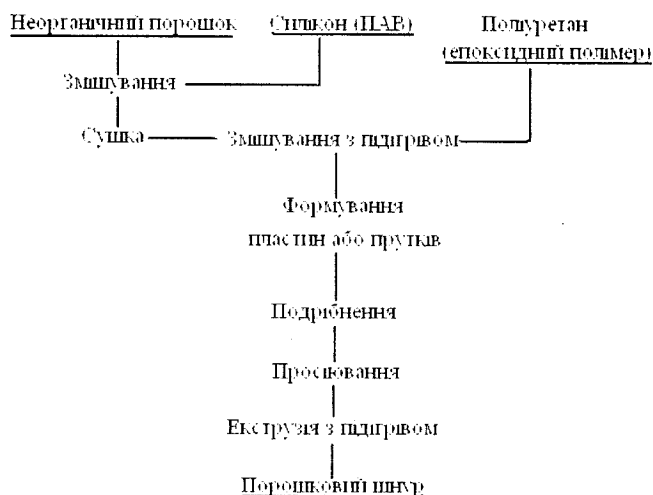 Неорганічний порошок
Силікон (ПАВ)
Поліуретан
(епоксидний полімер)
Змішування
Сушка
Змішування з підігрівом
Формування
пластин або прутків
Подрібнення
Просіювання
Екструзія з підігрівом
Порошковий шнур